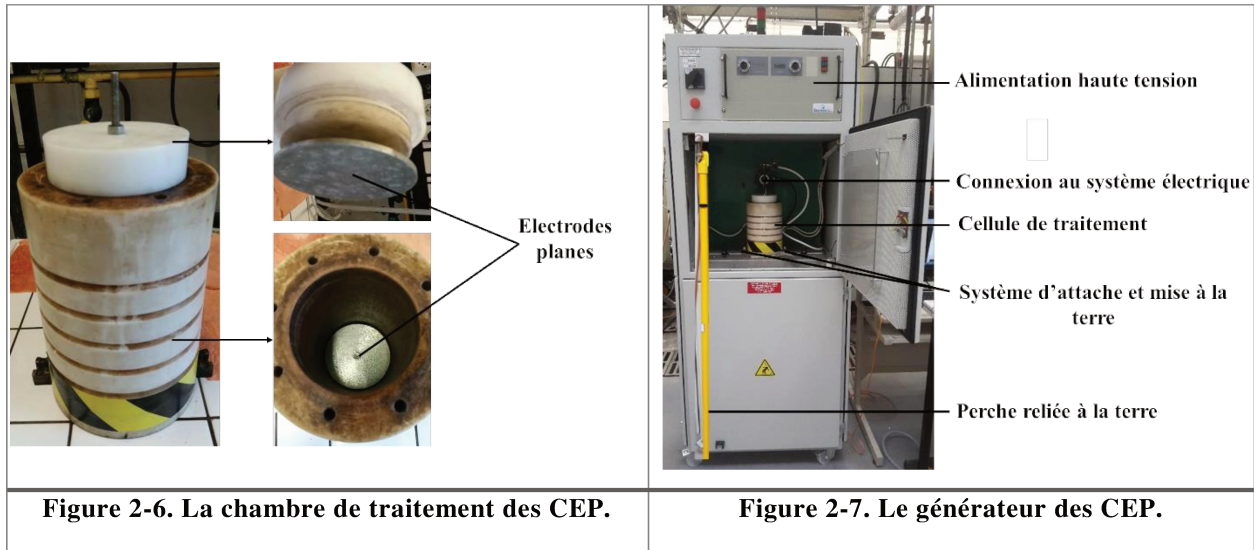 Electrodes
planes
Figure 2-6. La chambre de traitement des CEP.
Alimentation haute tension
Connexion au système électrique
Cellule de traitement
Système d’attache et mise à la
terre
Perche reliée à la terre
Figure 2-7. Le générateur des CEP.